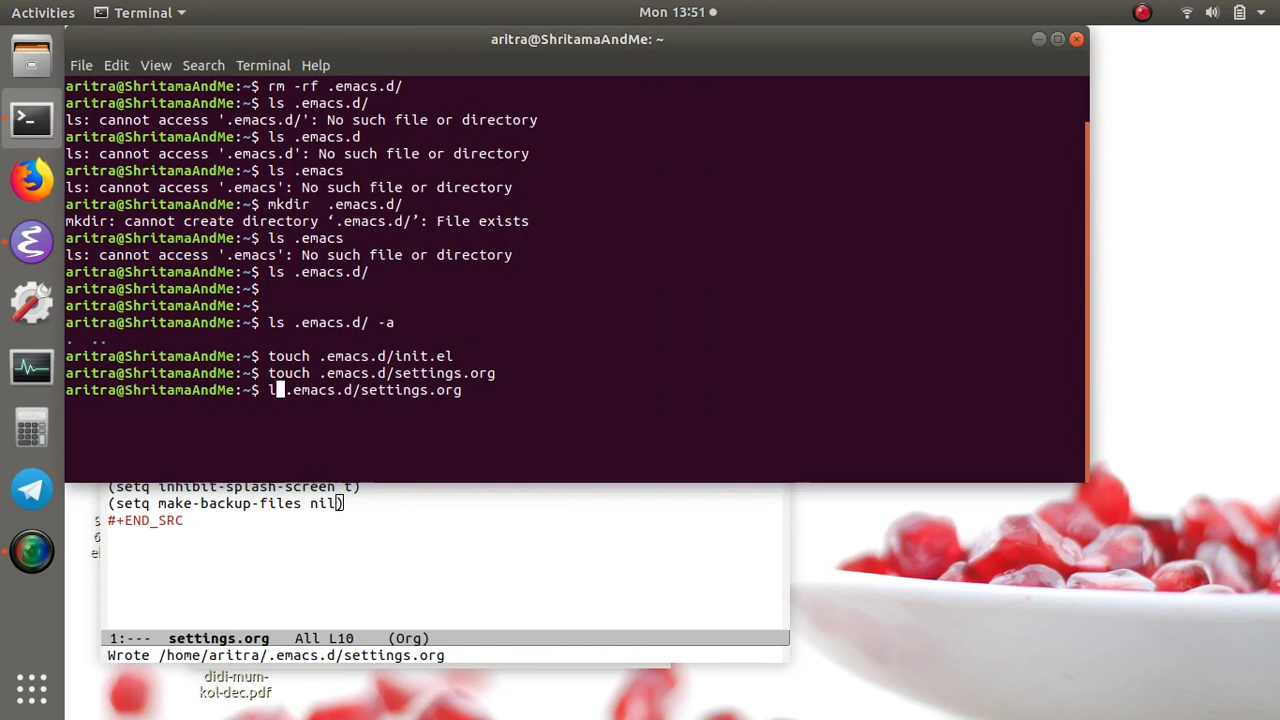 Activities Terminal Mon 13:51
aritra@ShritamaAndMe: ~
File Edit View Search Terminal Help
aritra@ShritamaAndMe:~$ rm -rf .emacs.d/
aritra@ShritamaAndMe:~$ ls .emacs.d/
ls: cannot access '.emacs.d/': No such file or directory
aritra@ShritamaAndMe:~$ ls .emacs.d
ls: cannot access '.emacs.d': No such file or directory
aritra@ShritamaAndMe:~$ ls .emacs
ls: cannot access '.emacs': No such file or directory
aritra@ShritamaAndMe:~$ mkdir  .emacs.d/
mkdir: cannot create directory ‘.emacs.d/’: File exists
aritra@ShritamaAndMe:~$ ls .emacs
ls: cannot access '.emacs': No such file or directory
aritra@ShritamaAndMe:~$ ls .emacs.d/
aritra@ShritamaAndMe:~$
aritra@ShritamaAndMe:~$
aritra@ShritamaAndMe:~$ ls .emacs.d/ -a
.  ..
aritra@ShritamaAndMe:~$ touch .emacs.d/init.el
aritra@ShritamaAndMe:~$ touch .emacs.d/settings.org
aritra@ShritamaAndMe:~$ l .emacs.d/settings.org
(setq inhibit-splash-screen t)
(setq make-backup-files nil)
#+END_SRC
1:--- settings.org All L10 (Org)
Wrote /home/aritra/.emacs.d/settings.org
didi-mum-
kol-dec.pdf